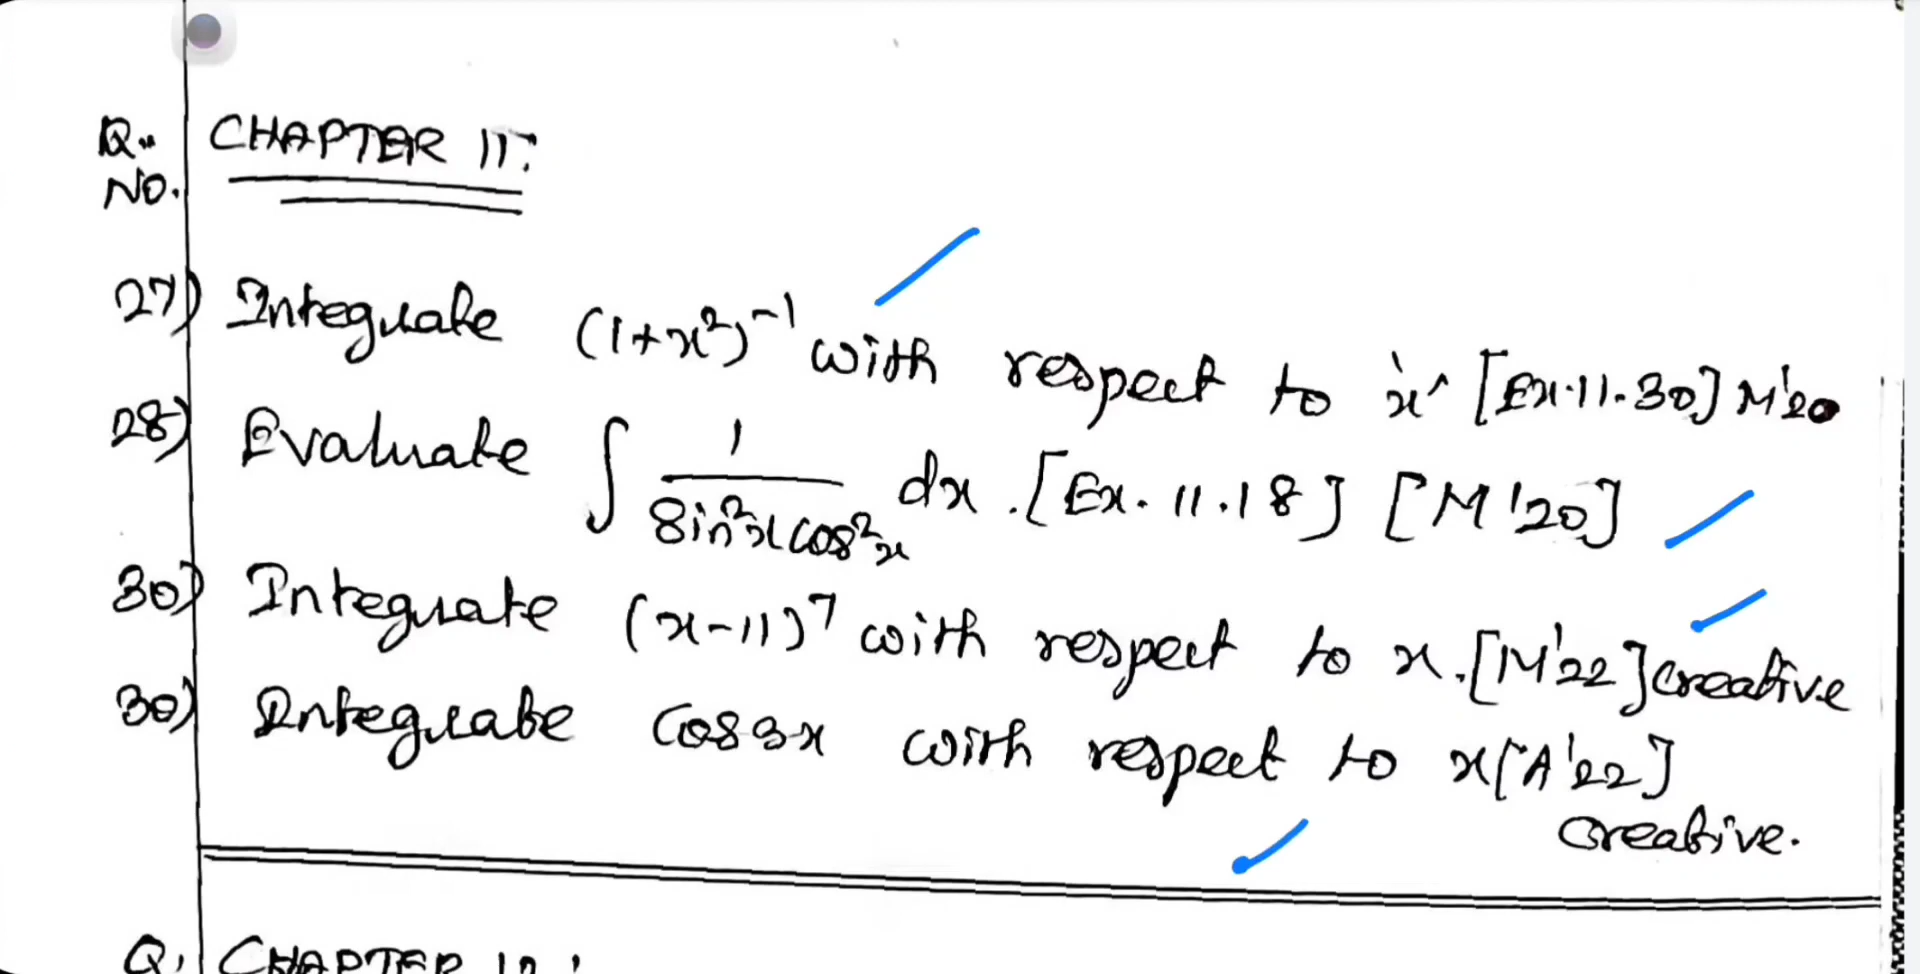 Q..
NO.
CHAPTER 11:
27) Integrate (1+x²)⁻¹ with respect to 'x' [Ex.11.30] M'20
28) Evaluate ∫ 1/sin²x cos²x dx. [Ex. 11.18] [M'20]
30) Integrate (x-11)⁷ with respect to x. [M'22] creative
30) Integrate cos3x with respect to x [A'22]
creative.
Q. CHAPTER 12: